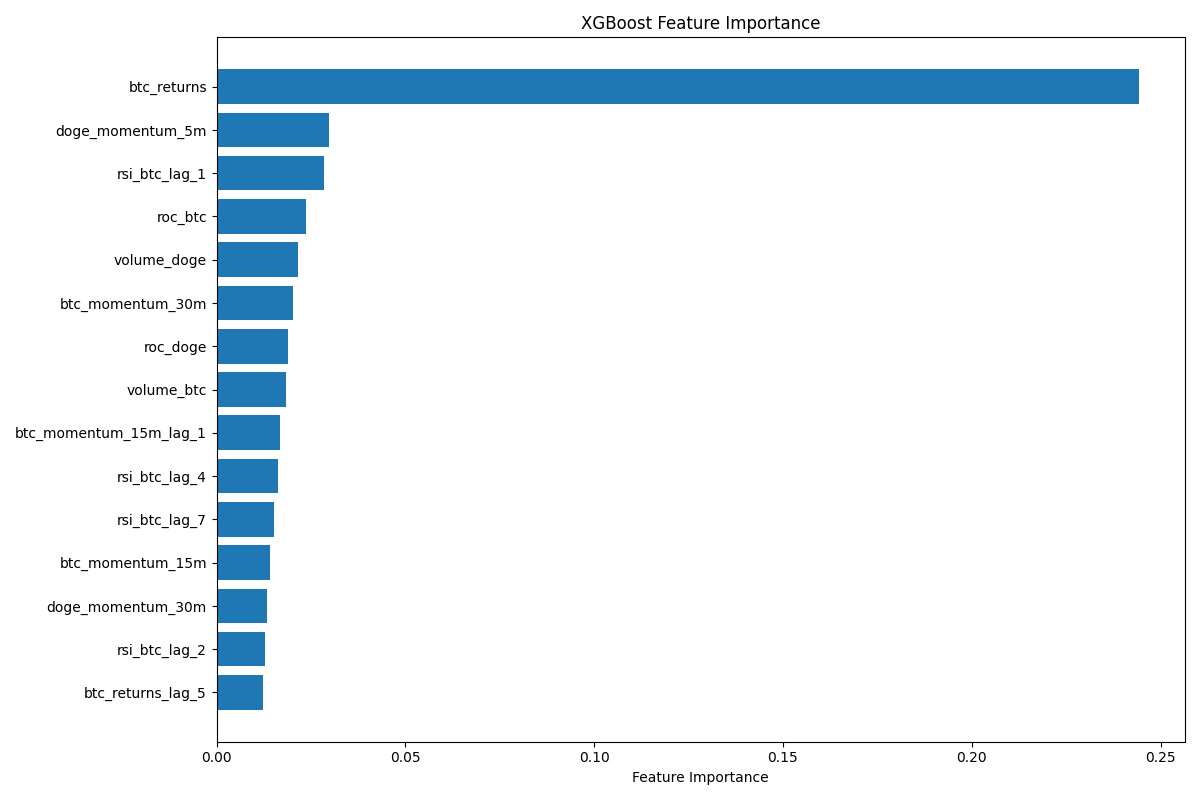 XGBoost Feature Importance
btc_returns
doge_momentum_5m
rsi_btc_lag_1
roc_btc
volume_doge
btc_momentum_30m
roc_doge
volume_btc
btc_momentum_15m_lag_1
rsi_btc_lag_4
rsi_btc_lag_7
btc_momentum_15m
doge_momentum_30m
rsi_btc_lag_2
btc_returns_lag_5
0.00 0.05 0.10 0.15 0.20 0.25
Feature Importance